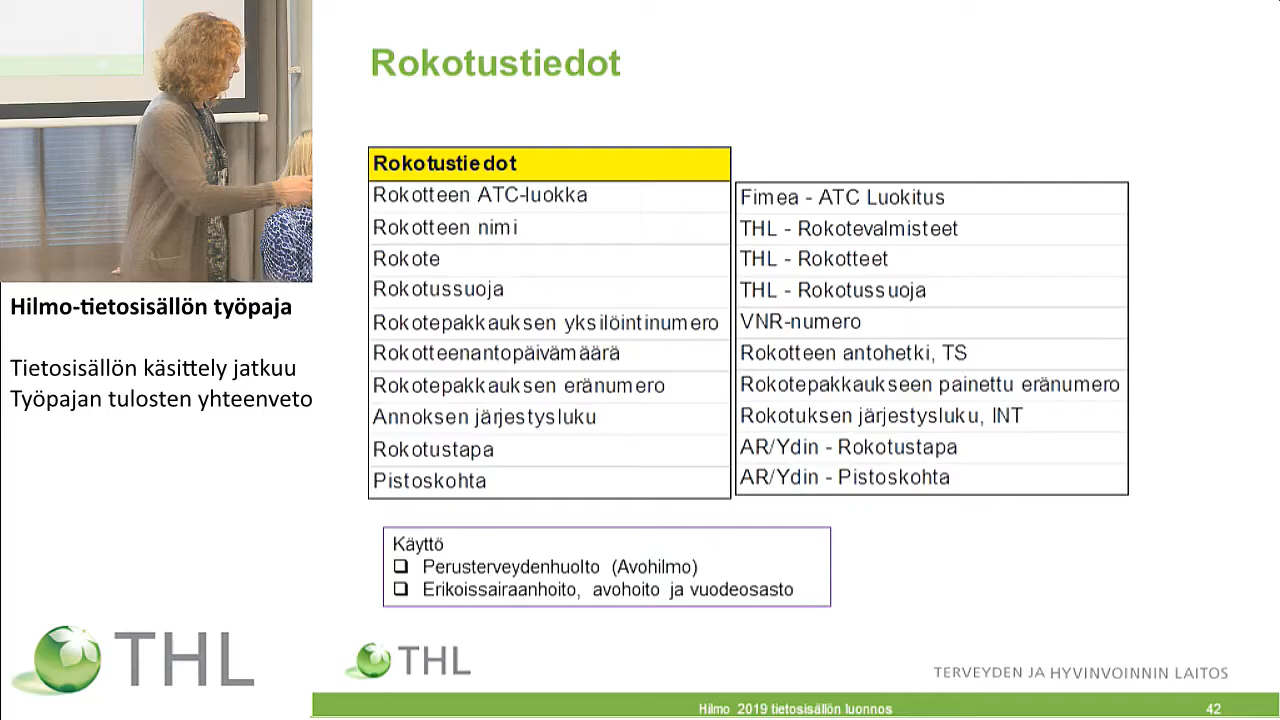 Hilmo-tietosisällön työpaja
Tietosisällön käsittely jatkuu
Työpajan tulosten yhteenveto
THL
Rokotustiedot
Rokotustiedot
Rokotteen ATC-luokka
Fimea - ATC Luokitus
Rokotteen nimi
THL - Rokotevalmisteet
Rokote
THL - Rokotteet
Rokotussuoja
THL - Rokotussuoja
Rokotepakkauksen yksilöintinumero
VNR-numero
Rokotteenantopäivämäärä
Rokotteen antohetki, TS
Rokotepakkauksen eränumero
Rokotepakkaukseen painettu eränumero
Annoksen järjestysluku
Rokotuksen järjestysluku, INT
Rokotustapa
AR/Ydin - Rokotustapa
Pistoskohta
AR/Ydin - Pistoskohta
Käyttö
Perusterveydenhuolto (Avohilmo)
Erikoissairaanhoito, avohoito ja vuodeosasto
THL
TERVEYDEN JA HYVINVOINNIN LAITOS
Hilmo 2019 tietosisällön luonnos
42